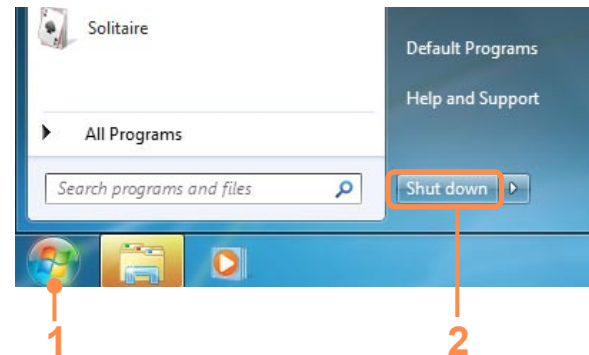 Solitaire
Default Programs
Help and Support
All Programs
Search programs and files
Shut down
1
2